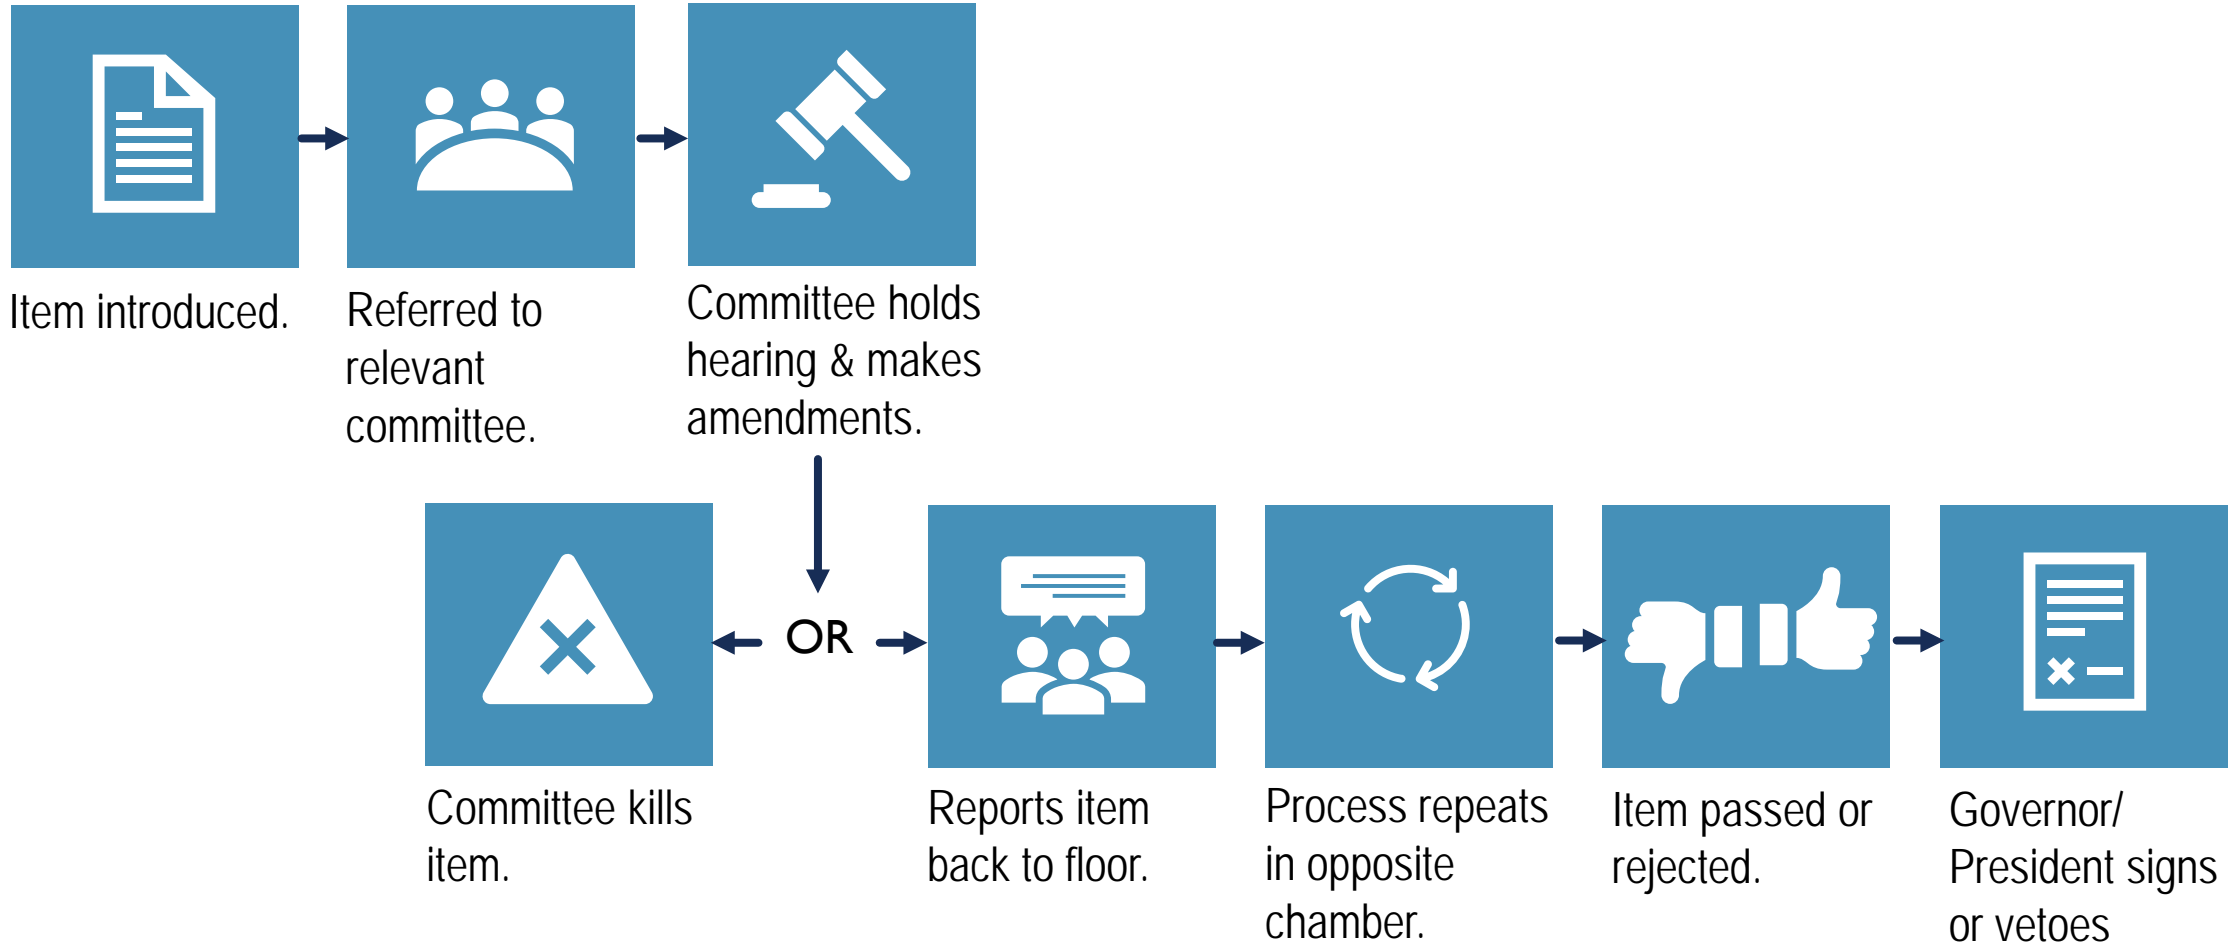 Item introduced.
Referred to
relevant
committee.
Committee holds
hearing & makes
amendments.
OR
Committee kills
item.
Reports item
back to floor.
Process repeats
in opposite
chamber.
Item passed or
rejected.
Governor/
President signs
or vetoes